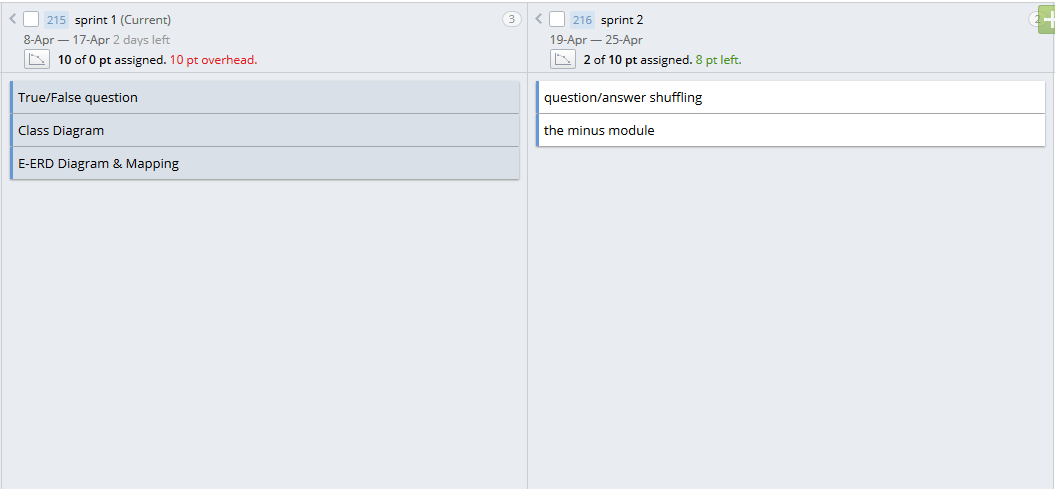 215 sprint 1 (Current) 3
8-Apr — 17-Apr 2 days left
10 of 0 pt assigned. 10 pt overhead.
True/False question
Class Diagram
E-ERD Diagram & Mapping
216 sprint 2 2
19-Apr — 25-Apr
2 of 10 pt assigned. 8 pt left.
question/answer shuffling
the minus module